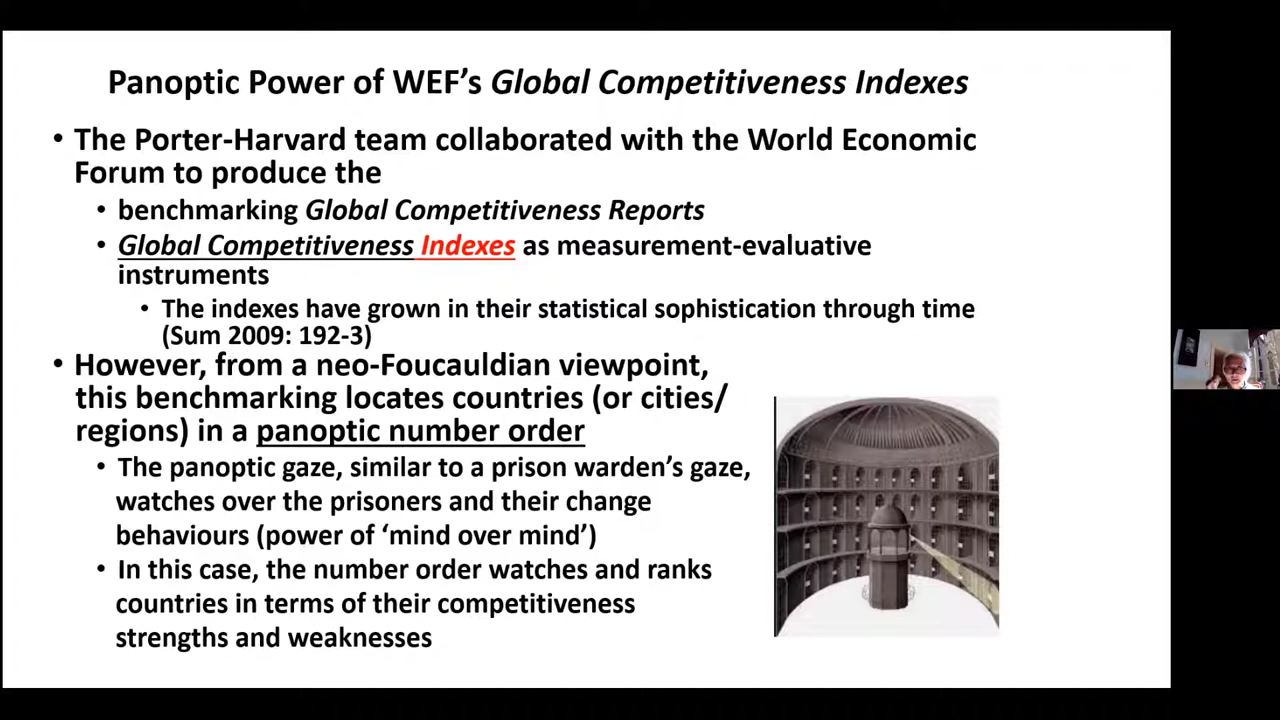 Panoptic Power of WEF’s Global Competitiveness Indexes
• The Porter-Harvard team collaborated with the World Economic
Forum to produce the
• benchmarking Global Competitiveness Reports
• Global Competitiveness Indexes as measurement-evaluative
instruments
• The indexes have grown in their statistical sophistication through time
(Sum 2009: 192-3)
• However, from a neo-Foucauldian viewpoint,
this benchmarking locates countries (or cities/
regions) in a panoptic number order
• The panoptic gaze, similar to a prison warden’s gaze,
watches over the prisoners and their change
behaviours (power of ‘mind over mind’)
• In this case, the number order watches and ranks
countries in terms of their competitiveness
strengths and weaknesses